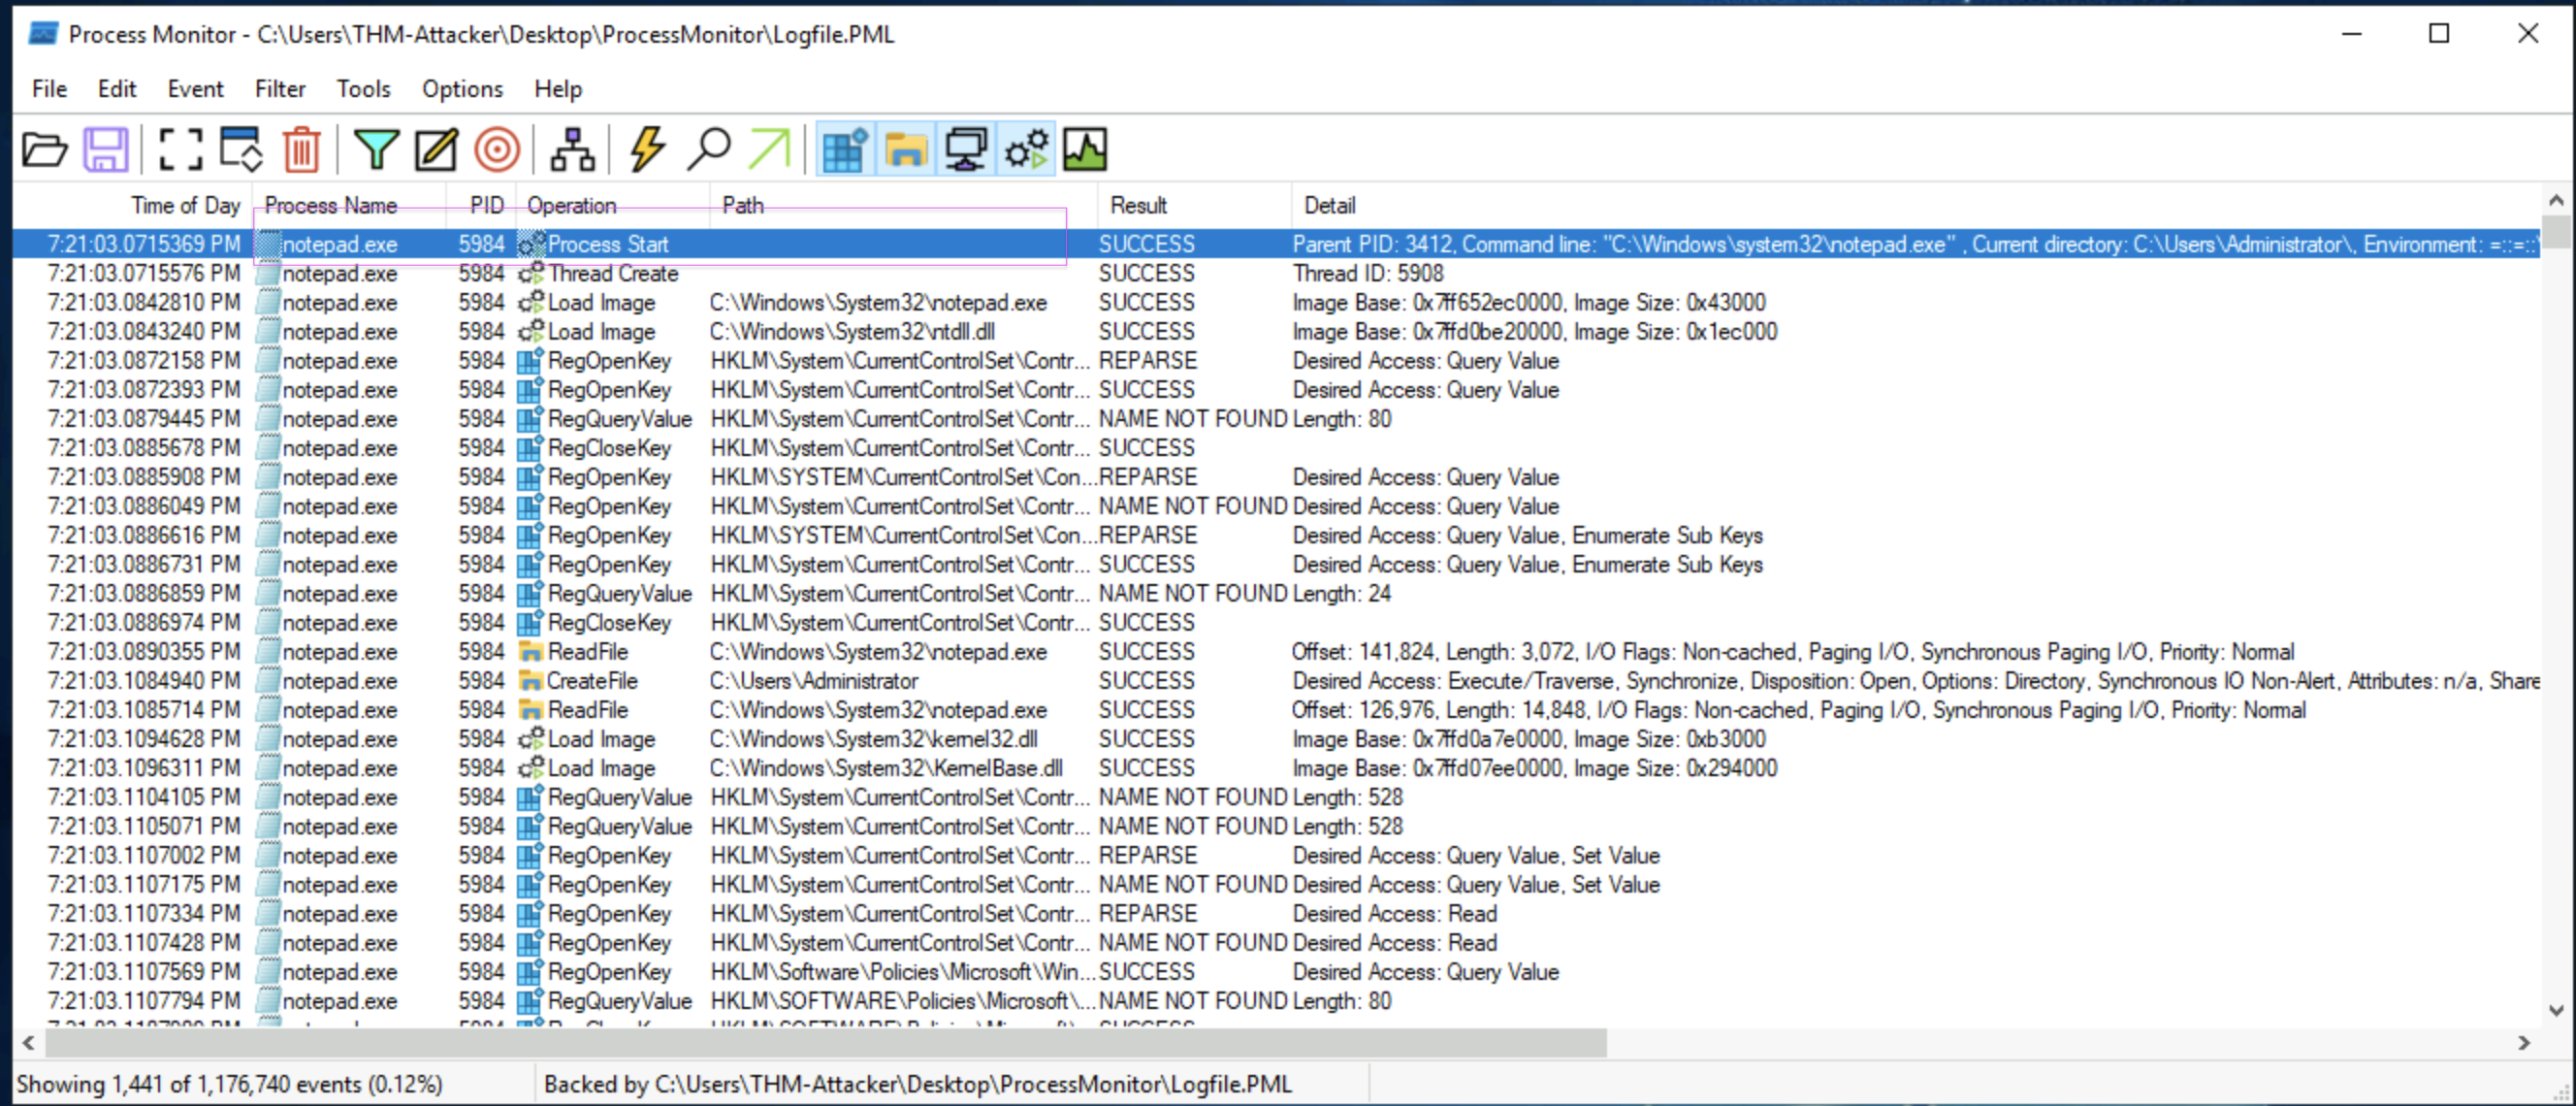 Process Monitor - C:\Users\THM-Attacker\Desktop\ProcessMonitor\Logfile.PML
File Edit Event Filter Tools Options Help
Time of Day Process Name PID Operation Path Result Detail
7:21:03.0715369 PM notepad.exe 5984 Process Start SUCCESS Parent PID: 3412, Command line: "C:\Windows\system32\notepad.exe" , Current directory: C:\Users\Administrator\, Environment: =::=::\
7:21:03.0715576 PM notepad.exe 5984 Thread Create SUCCESS Thread ID: 5908
7:21:03.0842810 PM notepad.exe 5984 Load Image C:\Windows\System32\notepad.exe SUCCESS Image Base: 0x7ff652ec0000, Image Size: 0x43000
7:21:03.0843240 PM notepad.exe 5984 Load Image C:\Windows\System32\ntdll.dll SUCCESS Image Base: 0x7ffd0be20000, Image Size: 0x1ec000
7:21:03.0872158 PM notepad.exe 5984 RegOpenKey HKLM\System\CurrentControlSet\Contr... REPARSE Desired Access: Query Value
7:21:03.0872393 PM notepad.exe 5984 RegOpenKey HKLM\System\CurrentControlSet\Contr... SUCCESS Desired Access: Query Value
7:21:03.0879445 PM notepad.exe 5984 RegQueryValue HKLM\System\CurrentControlSet\Contr... NAME NOT FOUND Length: 80
7:21:03.0885678 PM notepad.exe 5984 RegCloseKey HKLM\System\CurrentControlSet\Contr... SUCCESS
7:21:03.0885908 PM notepad.exe 5984 RegOpenKey HKLM\SYSTEM\CurrentControlSet\Con... REPARSE Desired Access: Query Value
7:21:03.0886049 PM notepad.exe 5984 RegOpenKey HKLM\System\CurrentControlSet\Contr... NAME NOT FOUND Desired Access: Query Value
7:21:03.0886616 PM notepad.exe 5984 RegOpenKey HKLM\SYSTEM\CurrentControlSet\Con... REPARSE Desired Access: Query Value, Enumerate Sub Keys
7:21:03.0886731 PM notepad.exe 5984 RegOpenKey HKLM\System\CurrentControlSet\Contr... SUCCESS Desired Access: Query Value, Enumerate Sub Keys
7:21:03.0886859 PM notepad.exe 5984 RegQueryValue HKLM\System\CurrentControlSet\Contr... NAME NOT FOUND Length: 24
7:21:03.0886974 PM notepad.exe 5984 RegCloseKey HKLM\System\CurrentControlSet\Contr... SUCCESS
7:21:03.0890355 PM notepad.exe 5984 ReadFile C:\Windows\System32\notepad.exe SUCCESS Offset: 141,824, Length: 3,072, I/O Flags: Non-cached, Paging I/O, Synchronous Paging I/O, Priority: Normal
7:21:03.1084940 PM notepad.exe 5984 CreateFile C:\Users\Administrator SUCCESS Desired Access: Execute/Traverse, Synchronize, Disposition: Open, Options: Directory, Synchronous IO Non-Alert, Attributes: n/a, Share
7:21:03.1085714 PM notepad.exe 5984 ReadFile C:\Windows\System32\notepad.exe SUCCESS Offset: 126,976, Length: 14,848, I/O Flags: Non-cached, Paging I/O, Synchronous Paging I/O, Priority: Normal
7:21:03.1094628 PM notepad.exe 5984 Load Image C:\Windows\System32\kernel32.dll SUCCESS Image Base: 0x7ffd0a7e0000, Image Size: 0xb3000
7:21:03.1096311 PM notepad.exe 5984 Load Image C:\Windows\System32\KernelBase.dll SUCCESS Image Base: 0x7ffd07ee0000, Image Size: 0x294000
7:21:03.1104105 PM notepad.exe 5984 RegQueryValue HKLM\System\CurrentControlSet\Contr... NAME NOT FOUND Length: 528
7:21:03.1105071 PM notepad.exe 5984 RegQueryValue HKLM\System\CurrentControlSet\Contr... NAME NOT FOUND Length: 528
7:21:03.1107002 PM notepad.exe 5984 RegOpenKey HKLM\System\CurrentControlSet\Contr... REPARSE Desired Access: Query Value, Set Value
7:21:03.1107175 PM notepad.exe 5984 RegOpenKey HKLM\System\CurrentControlSet\Contr... NAME NOT FOUND Desired Access: Query Value, Set Value
7:21:03.1107334 PM notepad.exe 5984 RegOpenKey HKLM\System\CurrentControlSet\Contr... REPARSE Desired Access: Read
7:21:03.1107428 PM notepad.exe 5984 RegOpenKey HKLM\System\CurrentControlSet\Contr... NAME NOT FOUND Desired Access: Read
7:21:03.1107569 PM notepad.exe 5984 RegOpenKey HKLM\Software\Policies\Microsoft\Win... SUCCESS Desired Access: Query Value
7:21:03.1107794 PM notepad.exe 5984 RegQueryValue HKLM\SOFTWARE\Policies\Microsoft\... NAME NOT FOUND Length: 80
Showing 1,441 of 1,176,740 events (0.12%) Backed by C:\Users\THM-Attacker\Desktop\ProcessMonitor\Logfile.PML